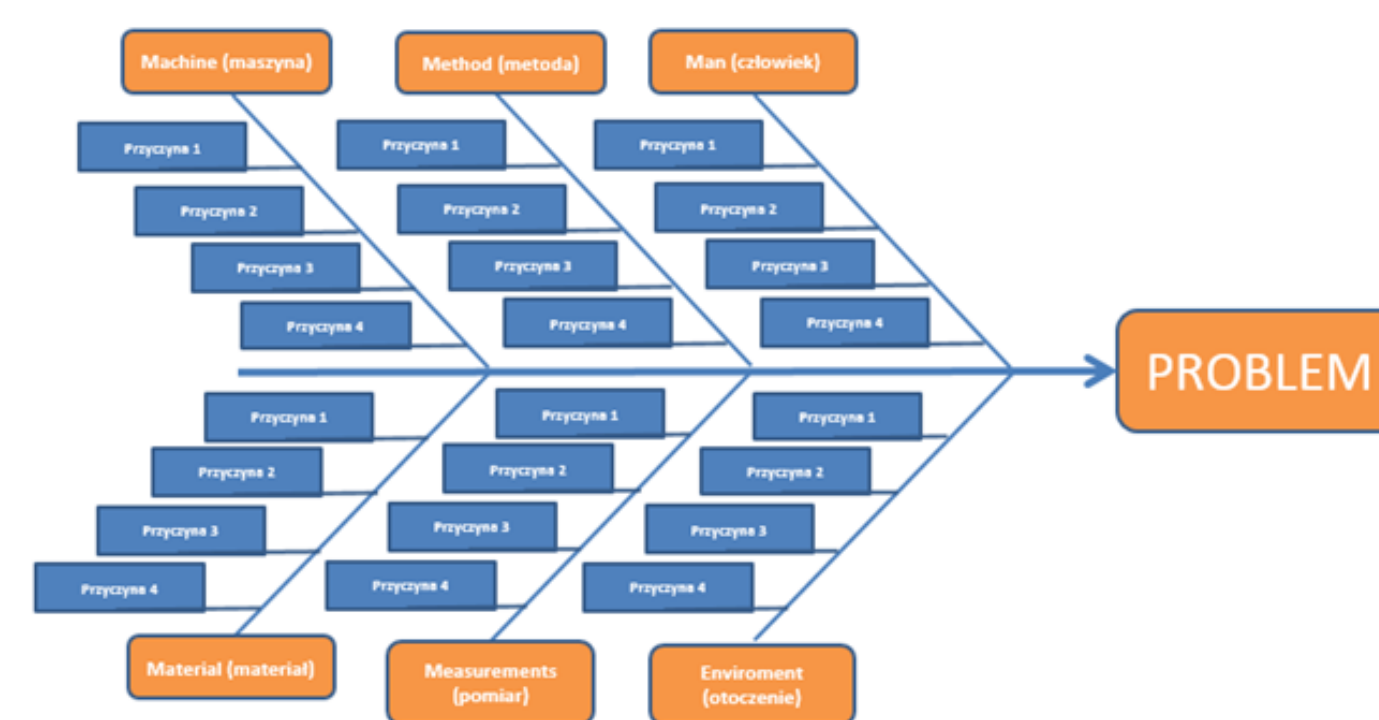 Machine (maszyna)
Method (metoda)
Man (człowiek)
Przyczyna 1
Przyczyna 1
Przyczyna 1
Przyczyna 2
Przyczyna 2
Przyczyna 2
Przyczyna 3
Przyczyna 3
Przyczyna 3
Przyczyna 4
Przyczyna 4
Przyczyna 4
PROBLEM
Przyczyna 1
Przyczyna 1
Przyczyna 1
Przyczyna 2
Przyczyna 2
Przyczyna 2
Przyczyna 3
Przyczyna 3
Przyczyna 3
Przyczyna 4
Przyczyna 4
Przyczyna 4
Material (materiał)
Measurements
(pomiar)
Enviroment
(otoczenie)